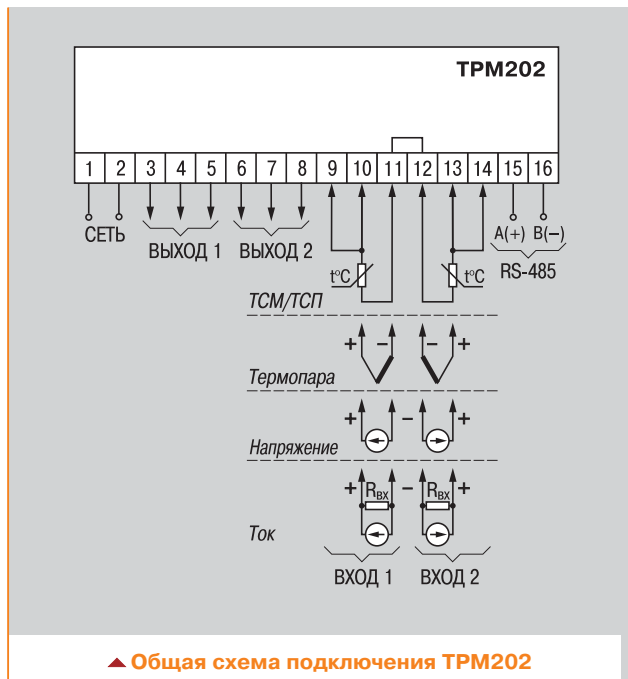 ТРМ202
1 2 3 4 5 6 7 8 9 10 11 12 13 14 15 16
СЕТЬ
ВЫХОД 1
ВЫХОД 2
A(+) B(−)
RS-485
t°C
t°C
ТСМ/ТСП
+ − − +
Термопара
+ − +
Напряжение
+ Rвх − Rвх +
Ток
ВХОД 1 ВХОД 2
Общая схема подключения ТРМ202